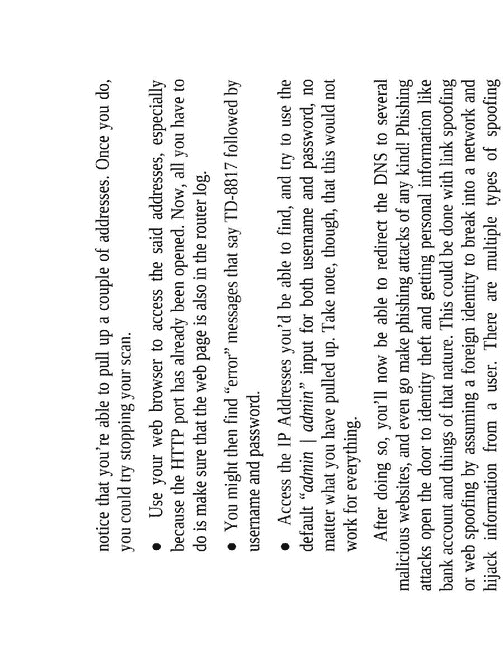 notice that you’re able to pull up a couple of addresses. Once you do,
you could try stopping your scan.
● Use your web browser to access the said addresses, especially
because the HTTP port has already been opened. Now, all you have to
do is make sure that the web page is also in the router log,
● You might then find “error” messages that say TD-8817 followed by
username and password.
● Access the IP Addresses you’d be able to find, and try to use the
default “admin | admin” input for both username and password, no
matter what you have pulled up. Take note, though, that this would not
work for everything.
After doing so, you’ll now be able to redirect the DNS to several
malicious websites, and even go make phishing attacks of any kind! Phishing
attacks open the door to identity theft and getting personal information like
bank account and things of that nature. This could be done with link spoofing
or web spoofing by assuming a foreign identity to break into a network and
hijack information from a user. There are multiple types of spoofing